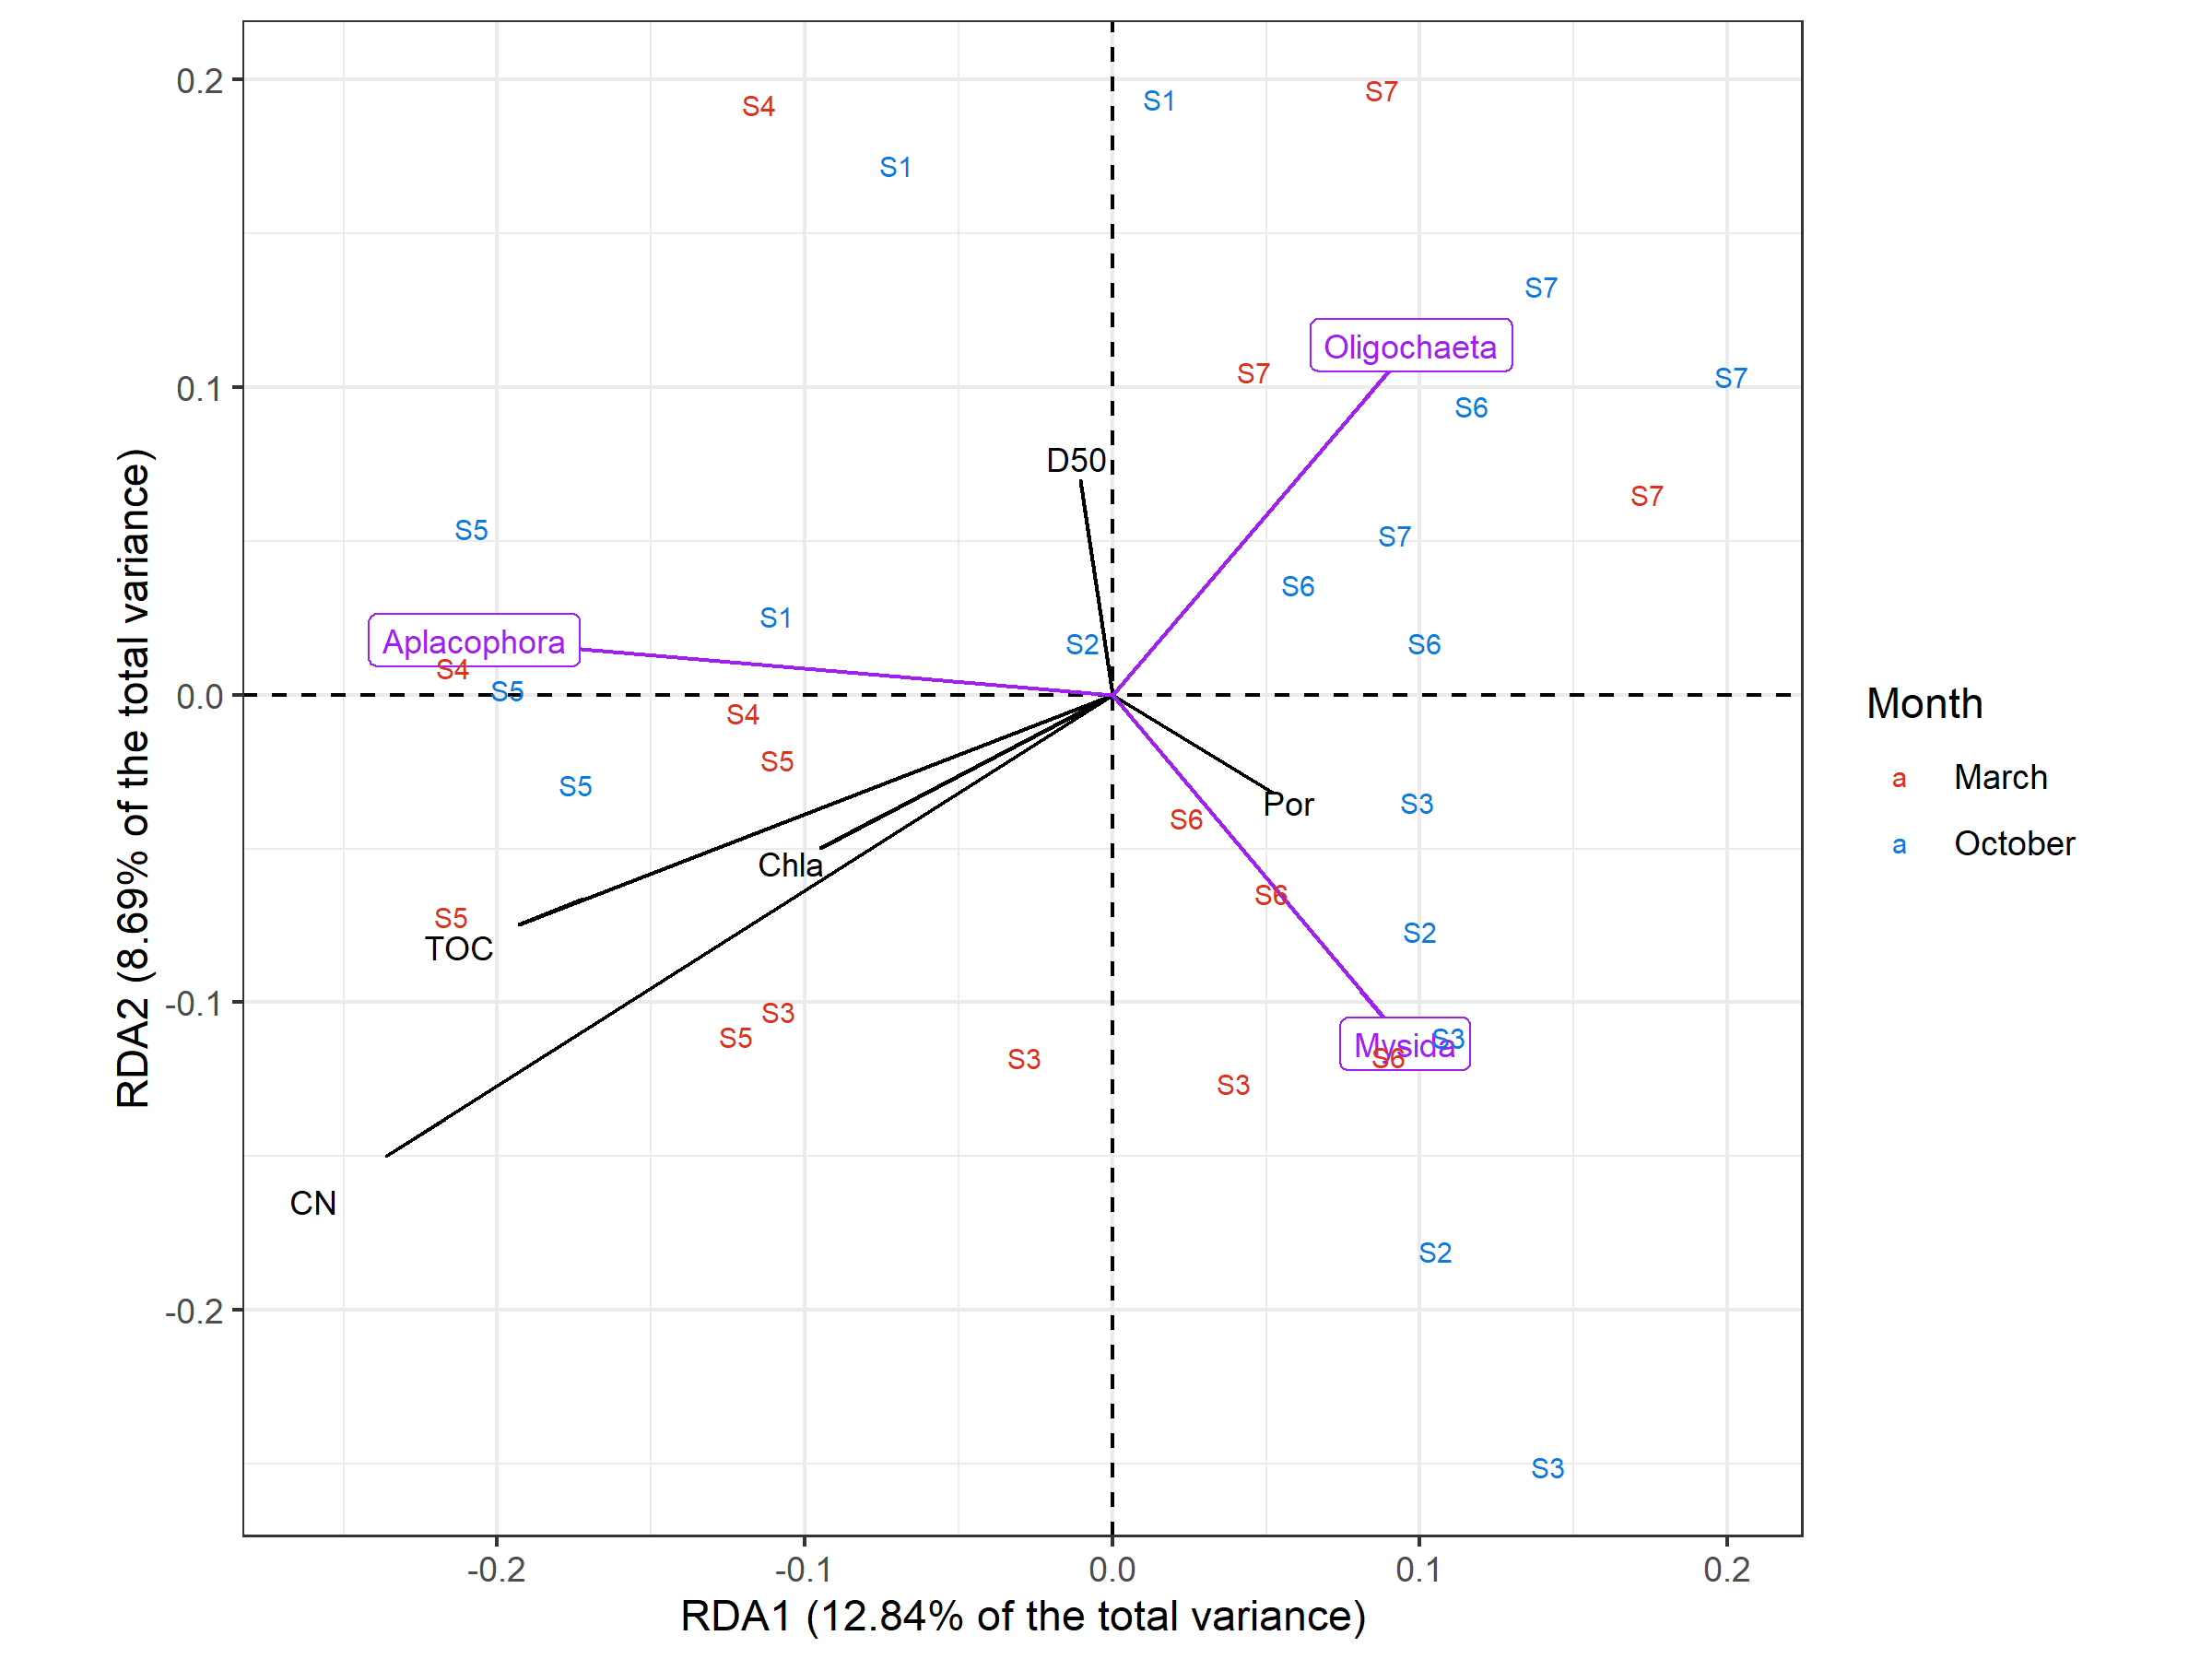 0.2
0.1
0.0
-0.1
-0.2
RDA2 (8.69% of the total variance)
S4
S1
S7
S1
S7
Oligochaeta
S7
S7
S6
D50
S7
S5
S7
S6
S1
Aplacophora
S2
S6
S4
S5
S4
S5
S5
S3
Por
S6
Chla
S6
S5
S2
TOC
S3
S5
S3
Mysida
S3
S6
S3
CN
S2
S3
-0.2
-0.1
0.0
0.1
0.2
RDA1 (12.84% of the total variance)
Month
a March
a October